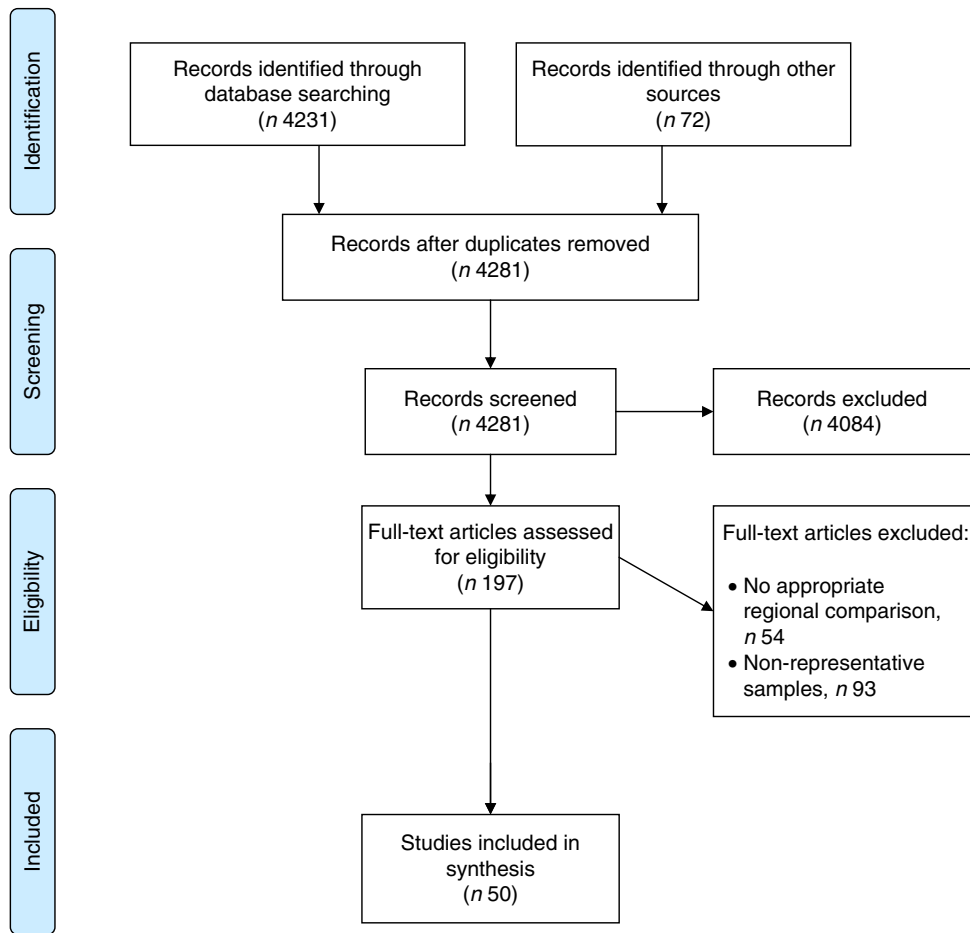 Identification
Records identified through
database searching
(n 4231)
Records identified through other
sources
(n 72)
Records after duplicates removed
(n 4281)
Screening
Records screened
(n 4281)
Records excluded
(n 4084)
Eligibility
Full-text articles assessed
for eligibility
(n 197)
Full-text articles excluded:
• No appropriate
regional comparison,
n 54
• Non-representative
samples, n 93
Included
Studies included in
synthesis
(n 50)